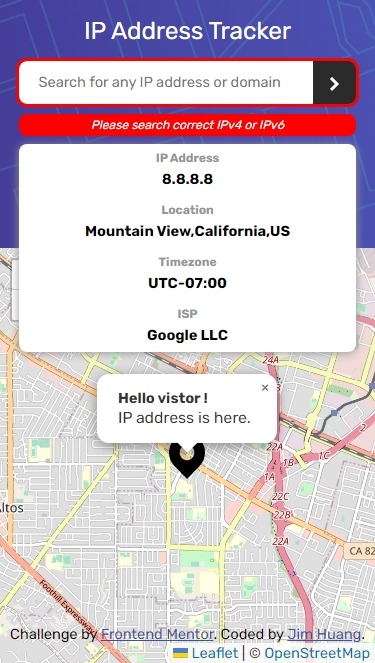 IP Address Tracker
Search for any IP address or domain
Please search correct IPv4 or IPv6
IP Address
8.8.8.8
Location
Mountain View,California,US
Timezone
UTC-07:00
ISP
Google LLC
24A
×
Hello vistor !
IP address is here.
2
22A
1B
1C
1A
22C
22B
ltos
22A
CA 82
Foothill Expressway
Challenge by Frontend Mentor. Coded by Jim Huang.
Leaflet | © OpenStreetMap